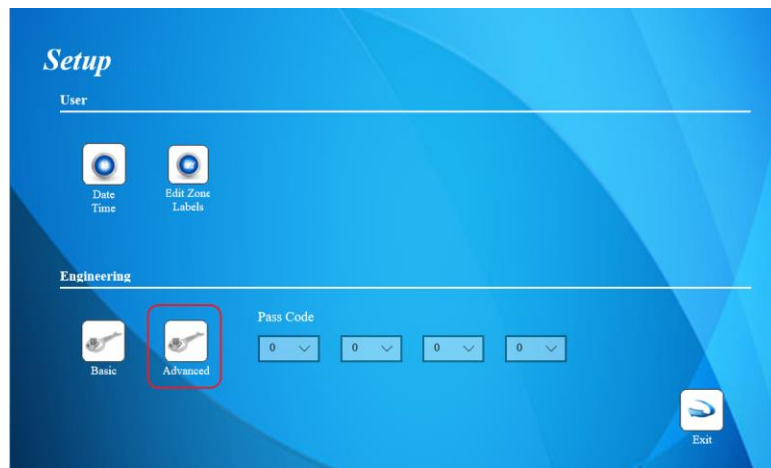 Setup
User
Date
Time
Edit Zone
Labels
Engineering
Pass Code
0 0 0 0
Basic
Advanced
Exit